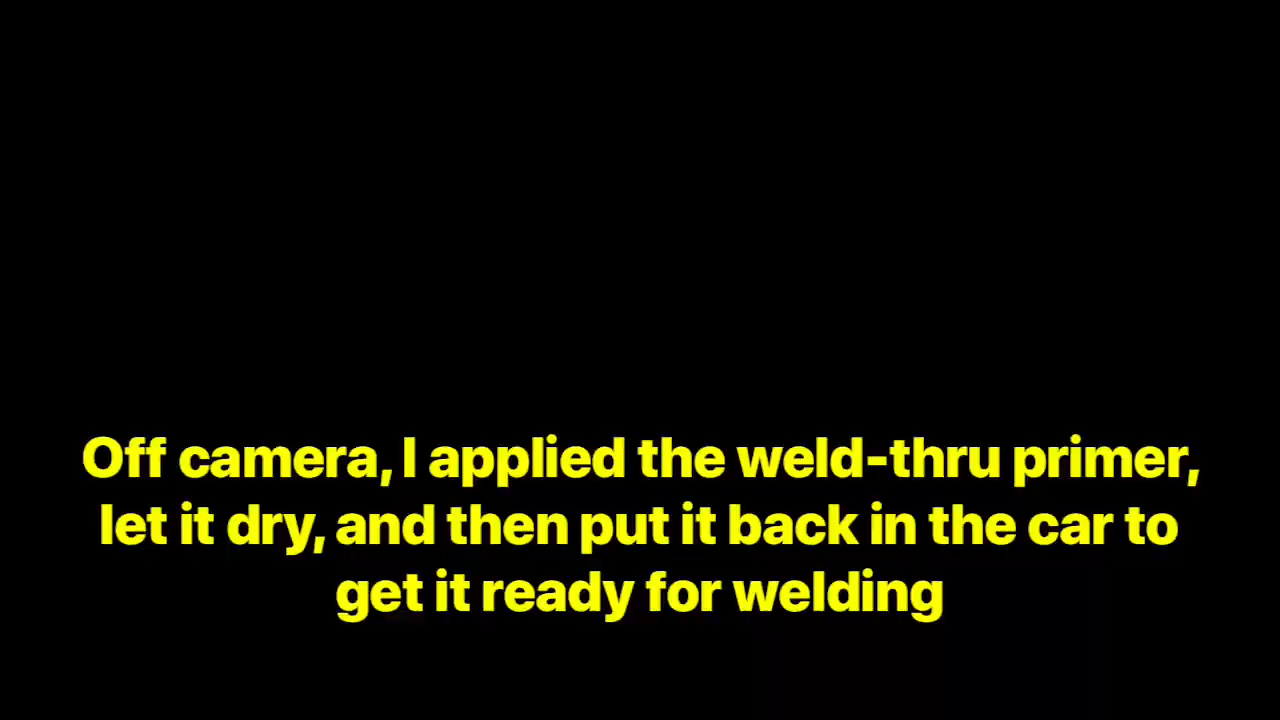 Off camera, I applied the weld-thru primer,
let it dry, and then put it back in the car to
get it ready for welding